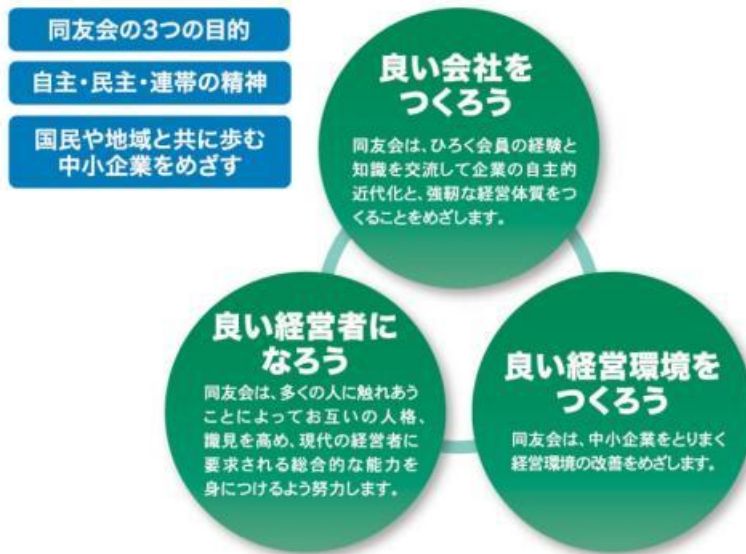 同友会の3つの目的
自主・民主・連帯の精神
国民や地域と共に歩む
中小企業をめざす
良い会社を
つくろう
同友会は、ひろく会員の経験と
知識を交流して企業の自主的
近代化と、強靭な経営体質をつ
くることをめざします。
良い経営者に
なろう
同友会は、多くの人に触れあう
ことによってお互いの人格、
識見を高め、現代の経営者に
要求される総合的な能力を
身につけるよう努力します。
良い経営環境を
つくろう
同友会は、中小企業をとりまく
経営環境の改善をめざします。